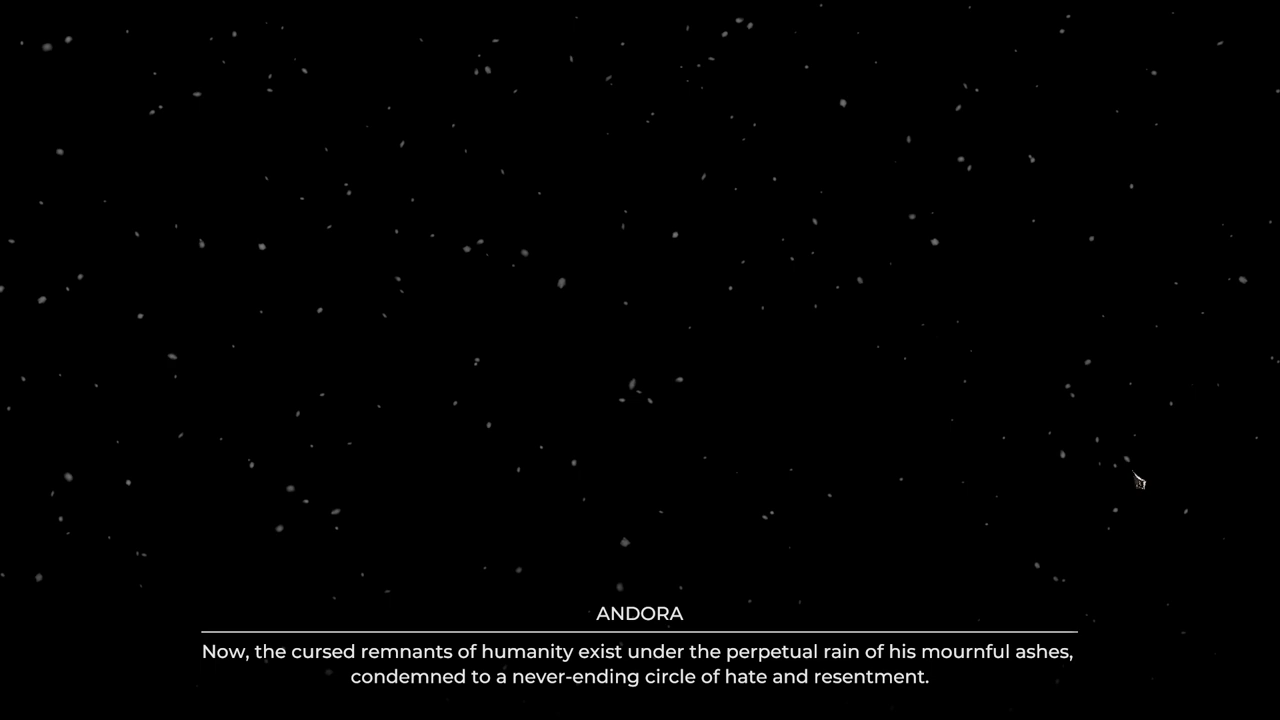 ANDORA
Now, the cursed remnants of humanity exist under the perpetual rain of his mournful ashes,
condemned to a never-ending circle of hate and resentment.